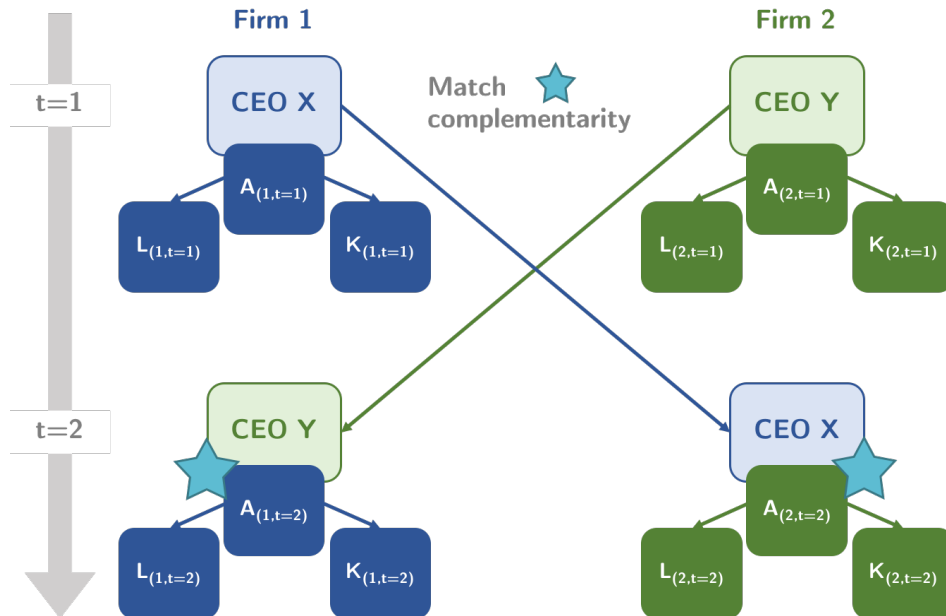 Firm 1
Firm 2
t=1
CEO X
Match
complementarity
CEO Y
A(1,t=1)
A(2,t=1)
L(1,t=1)
K(1,t=1)
L(2,t=1)
K(2,t=1)
t=2
CEO Y
CEO X
A(1,t=2)
A(2,t=2)
L(1,t=2)
K(1,t=2)
L(2,t=2)
K(2,t=2)